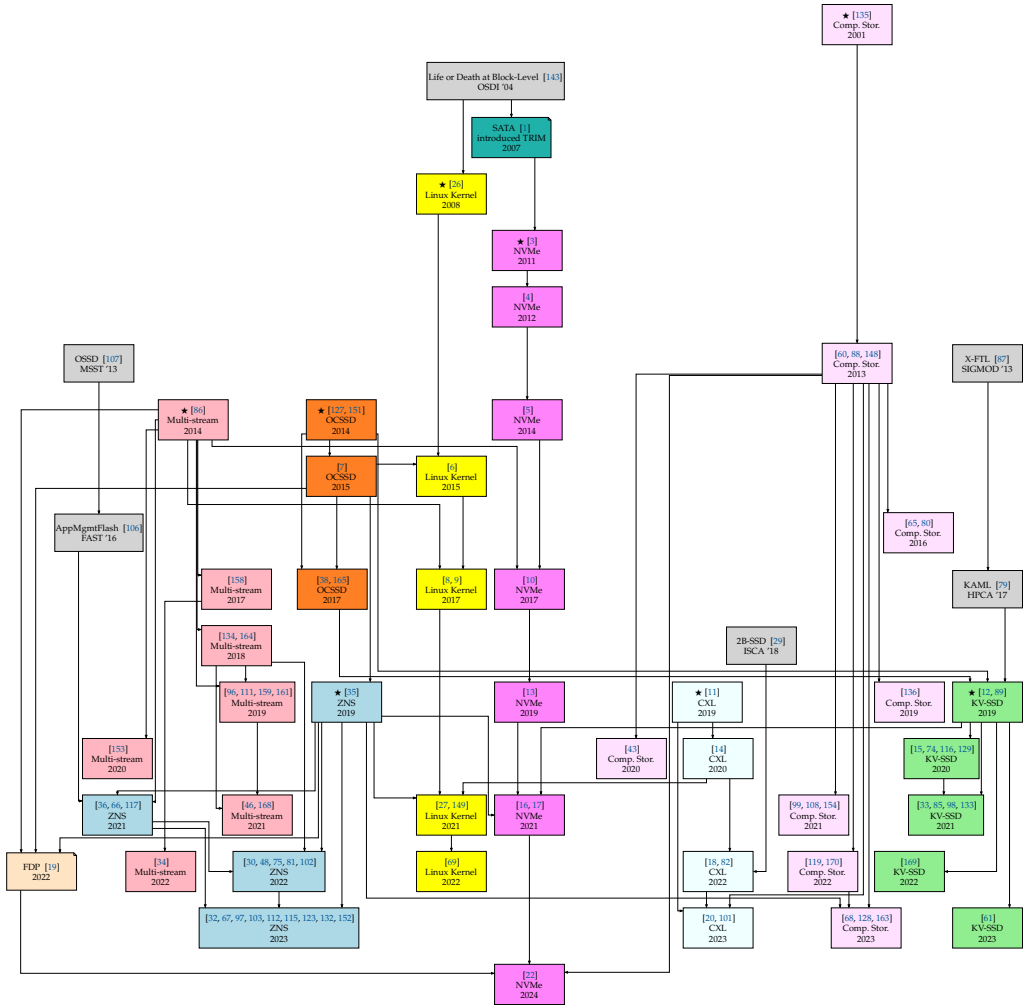 ★ [135]
Comp. Stor.
2001
Life or Death at Block-Level [143]
OSDI '04
SATA [1]
introduced TRIM
2007
★ [26]
Linux Kernel
2008
★ [3]
NVMe
2011
[4]
NVMe
2012
OSSD [107]
MSST '13
[60, 88, 148]
Comp. Stor.
2013
X-FTL [87]
SIGMOD '13
★ [86]
Multi-stream
2014
★ [127, 151]
OCSSD
2014
[5]
NVMe
2014
[7]
OCSSD
2015
[6]
Linux Kernel
2015
AppMgmtFlash [106]
FAST '16
[65, 80]
Comp. Stor.
2016
[158]
Multi-stream
2017
[38, 165]
OCSSD
2017
[8, 9]
Linux Kernel
2017
[10]
NVMe
2017
KAML [79]
HPCA '17
[134, 164]
Multi-stream
2018
2B-SSD [29]
ISCA '18
[96, 111, 159, 161]
Multi-stream
2019
★ [35]
ZNS
2019
[13]
NVMe
2019
★ [11]
CXL
2019
[136]
Comp. Stor.
2019
★ [12, 89]
KV-SSD
2019
[153]
Multi-stream
2020
[43]
Comp. Stor.
2020
[14]
CXL
2020
[15, 74, 116, 129]
KV-SSD
2020
[36, 66, 117]
ZNS
2021
[46, 168]
Multi-stream
2021
[27, 149]
Linux Kernel
2021
[16, 17]
NVMe
2021
[99, 108, 154]
Comp. Stor.
2021
[33, 85, 98, 133]
KV-SSD
2021
FDP [19]
2022
[34]
Multi-stream
2022
[30, 48, 75, 81, 102]
ZNS
2022
[69]
Linux Kernel
2022
[18, 82]
CXL
2022
[119, 170]
Comp. Stor.
2022
[169]
KV-SSD
2022
[32, 67, 97, 103, 112, 115, 123, 132, 152]
ZNS
2023
[20, 101]
CXL
2023
[68, 128, 163]
Comp. Stor.
2023
[61]
KV-SSD
2023
[22]
NVMe
2024